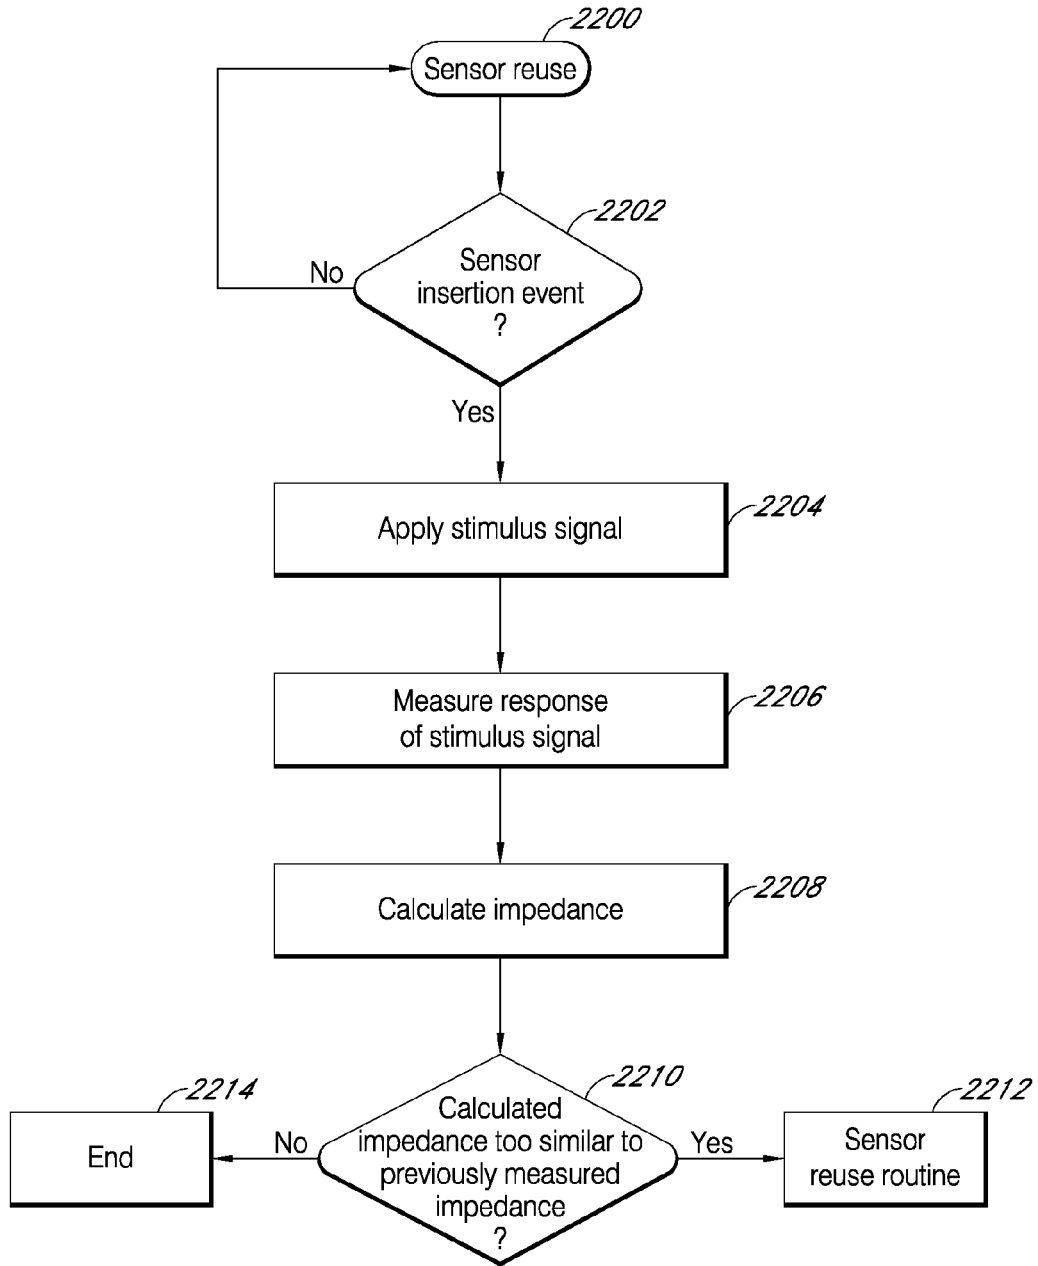 2200
Sensor reuse
2202
Sensor
insertion event
?
No
Yes
2204
Apply stimulus signal
2206
Measure response
of stimulus signal
2208
Calculate impedance
2210
Calculated
impedance too similar to
previously measured
impedance
?
No
Yes
2214
End
2212
Sensor
reuse routine